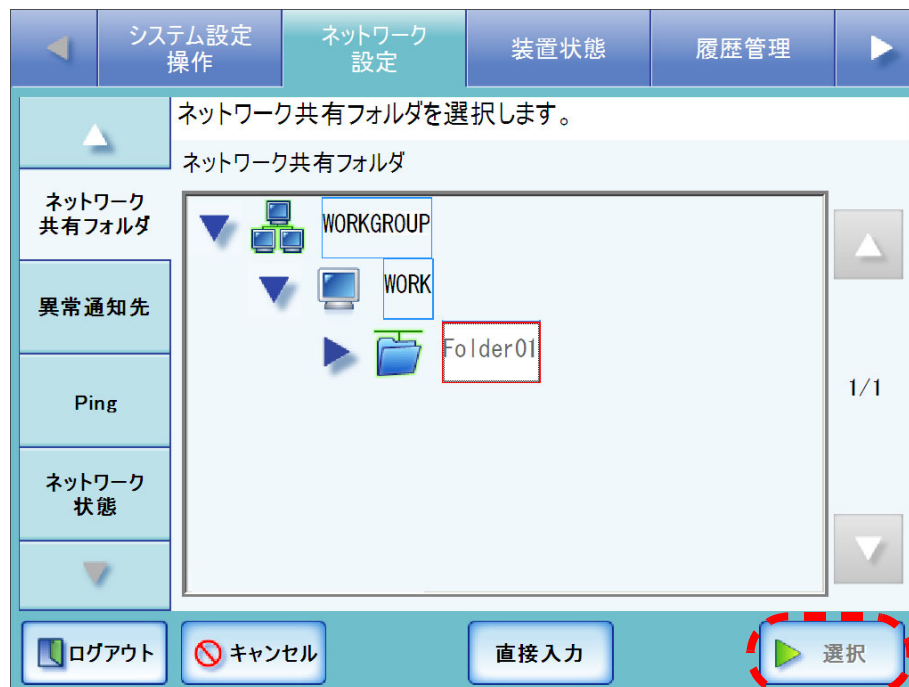 システム設定
操作
ネットワーク
設定
装置状態
履歴管理
ネットワーク共有フォルダを選択します。
ネットワーク共有フォルダ
ネットワーク
共有フォルダ
WORKGROUP
WORK
異常通知先
Folder01
1/1
Ping
ネットワーク
状態
ログアウト
キャンセル
直接入力
選択